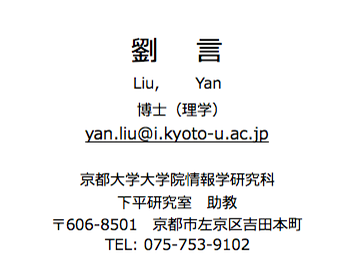 劉　言
Liu,　Yan
博士（理学）
yan.liu@i.kyoto-u.ac.jp
京都大学大学院情報学研究科
下平研究室　助教
〒606-8501　京都市左京区吉田本町
TEL: 075-753-9102